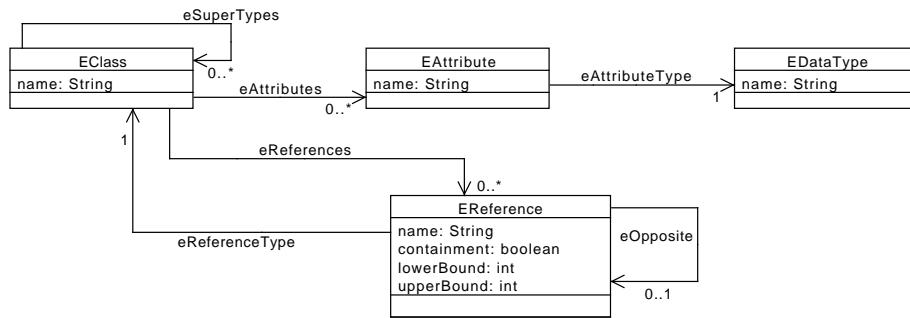 eSuperTypes
EClass
name: String
0..*
eAttributes
0..*
EAttribute
name: String
eAttributeType
1
EDataType
name: String
1
eReferences
0..*
eReferenceType
EReference
name: String
containment: boolean
lowerBound: int
upperBound: int
eOpposite
0..1